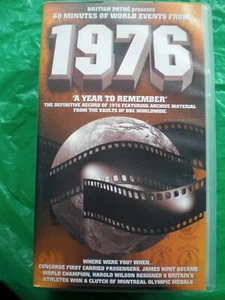 BRITISH PATHÉ presents
60 MINUTES OF WORLD EVENTS FROM
1976
'A YEAR TO REMEMBER'
THE DEFINITIVE RECORD OF 1976 FEATURING ARCHIVE MATERIAL
FROM THE VAULTS OF BBC WORLDWIDE
WHERE WERE YOU? WHEN...
CONCORDE FIRST CARRIED PASSENGERS, JAMES HUNT BECAME
WORLD CHAMPION, HAROLD WILSON RESIGNED & BRITAIN'S
ATHLETES WON A CLUTCH OF MONTREAL OLYMPIC MEDALS